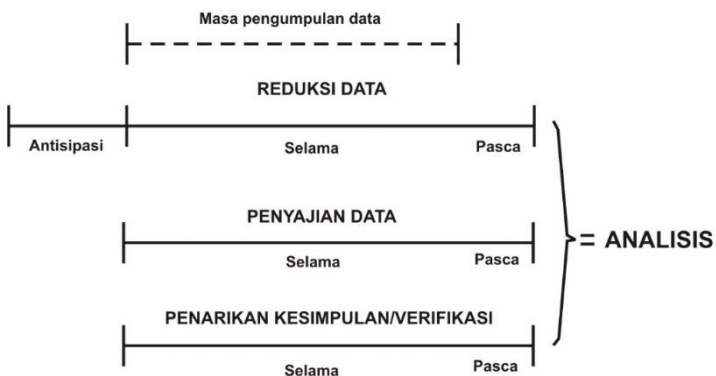 Masa pengumpulan data
REDUKSI DATA
Antisipasi Selama Pasca
PENYAJIAN DATA
Selama Pasca
= ANALISIS
PENARIKAN KESIMPULAN/VERIFIKASI
Selama Pasca